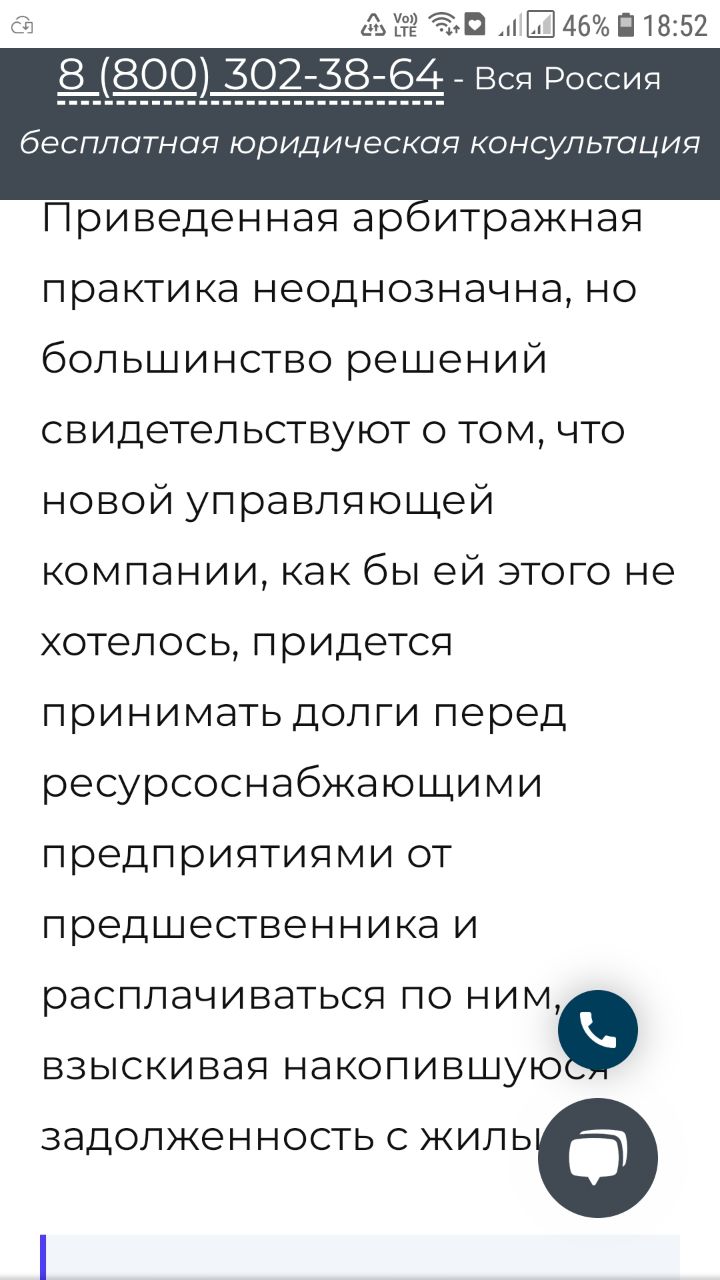 Vo)) LTE 46% 18:52
8 (800) 302-38-64 - Вся Россия
бесплатная юридическая консультация
Приведенная арбитражная
практика неоднозначна, но
большинство решений
свидетельствуют о том, что
новой управляющей
компании, как бы ей этого не
хотелось, придется
принимать долги перед
ресурсоснабжающими
предприятиями от
предшественника и
расплачиваться по ним,
взыскивая накопившуюся
задолженность с